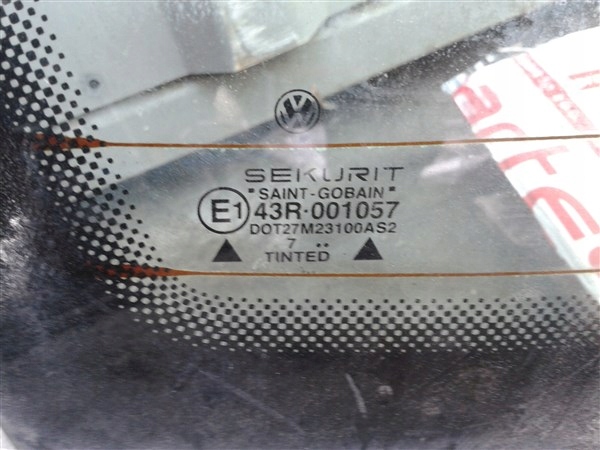 SEKURIT
"SAINT-GOBAIN"
E1 43R-001057
DOT27M23100AS2
7 ..
TINTED